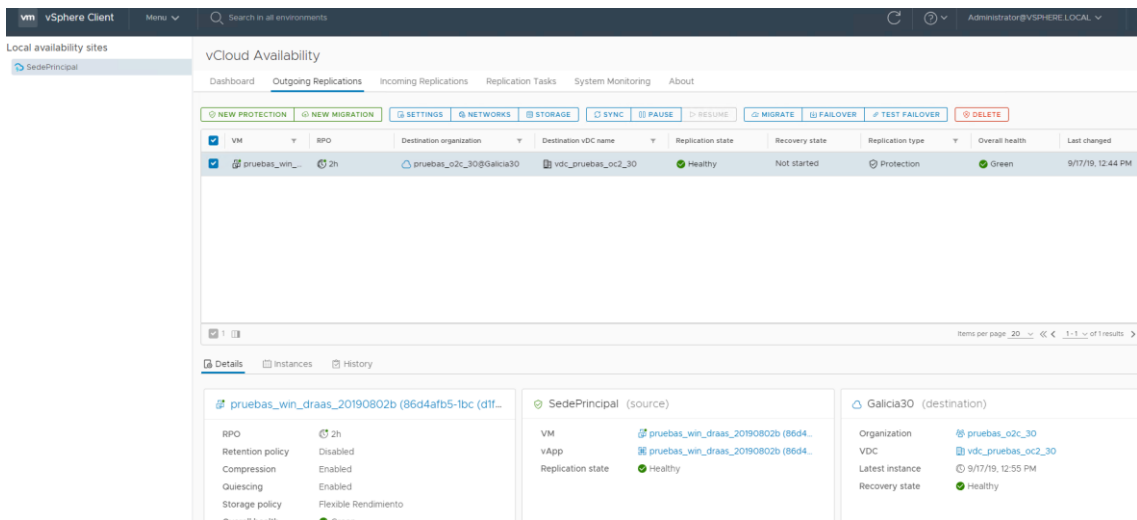 vm vSphere Client Menu Search in all environments Administrator@VSPHERE.LOCAL
Local availability sites
SedePrincipal
vCloud Availability
Dashboard Outgoing Replications Incoming Replications Replication Tasks System Monitoring About
NEW PROTECTION NEW MIGRATION SETTINGS NETWORKS STORAGE SYNC PAUSE RESUME MIGRATE FAILOVER TEST FAILOVER DELETE
VM RPO Destination organization Destination vDC name Replication state Recovery state Replication type Overall health Last changed
pruebas_win_... 2h pruebas_o2c_30@Galicia30 vdc_pruebas_oc2_30 Healthy Not started Protection Green 9/17/19, 12:44 PM
1 Items per page 20 1-1 of 1 results
Details Instances History
pruebas_win_draas_20190802b (86d4afb5-1bc (d1f...
RPO 2h
Retention policy Disabled
Compression Enabled
Quiescing Enabled
Storage policy Flexible Rendimiento
SedePrincipal (source)
VM pruebas_win_draas_20190802b (86d4...
vApp pruebas_win_draas_20190802b (86d4...
Replication state Healthy
Galicia30 (destination)
Organization pruebas_o2c_30
VDC vdc_pruebas_oc2_30
Latest instance 9/17/19, 12:55 PM
Recovery state Healthy